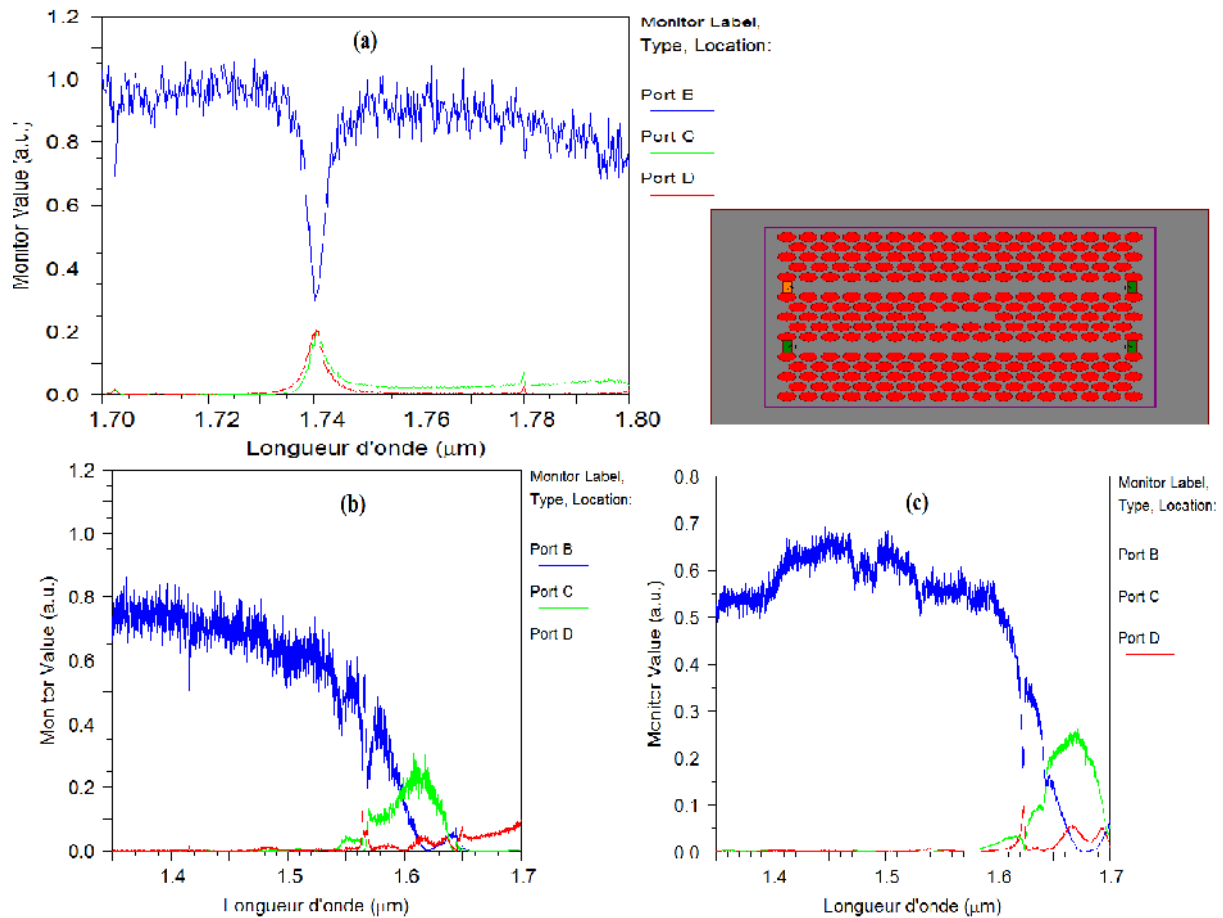 (a)
Monitor Label,
Type, Location:
Port E
Port C
Port D
Monitor Value (a.u.)
1.2
1.0
0.8
0.6
0.4
0.2
0.0
1.70 1.72 1.74 1.76 1.78 1.80
Longueur d'onde (μm)
(b)
Monitor Label,
Type, Location:
Port B
Port C
Port D
Monitor Value (a.u.)
1.2
1.0
0.8
0.6
0.4
0.2
0.0
1.4 1.5 1.6 1.7
Longueur d'onde (μm)
(c)
Monitor Label,
Type, Location:
Port B
Port C
Port D
Monitor Value (a.u.)
0.8
0.7
0.6
0.5
0.4
0.3
0.2
0.1
0.0
1.4 1.5 1.6 1.7
Longueur d'onde (μm)